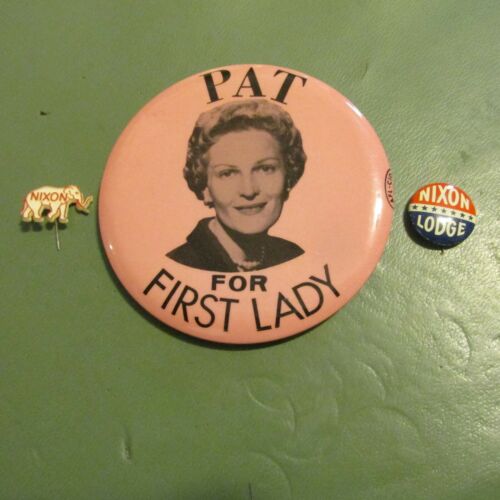 PAT
FOR
FIRST LADY
NIXON
NIXON
LODGE